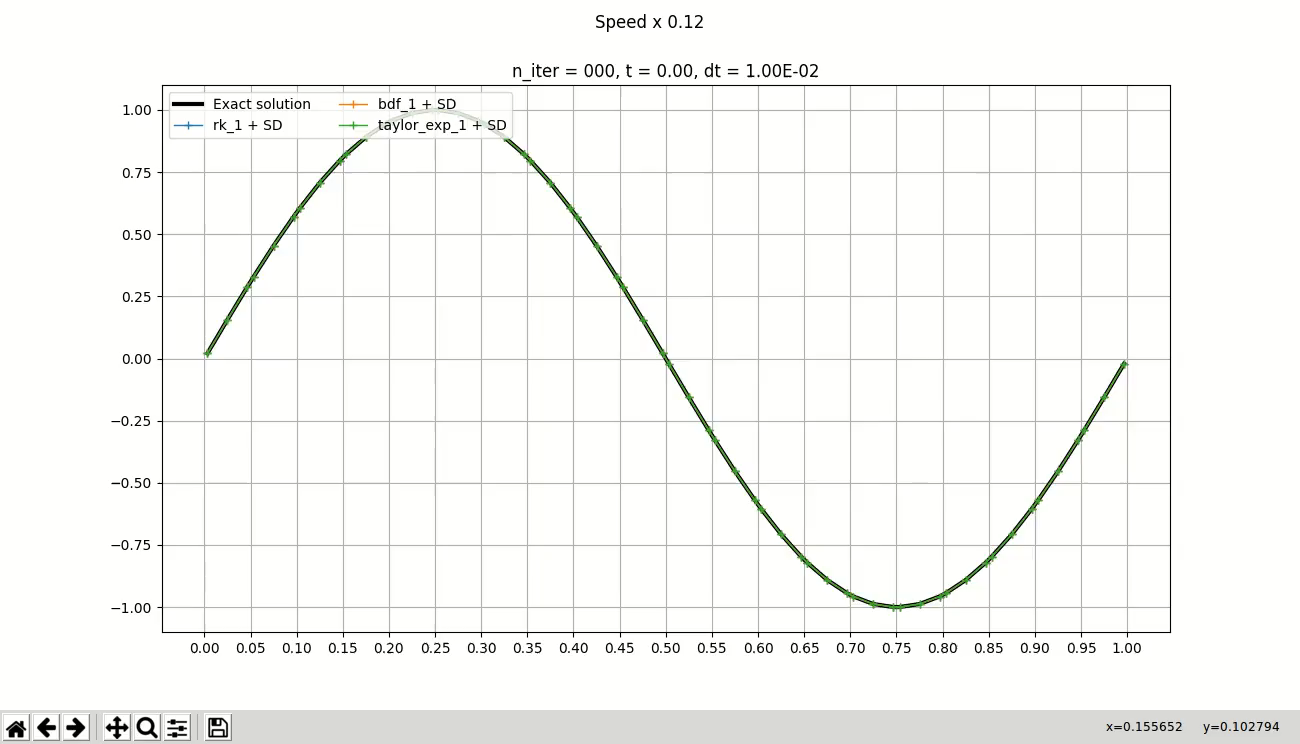 Speed x 0.12
n_iter = 000, t = 0.00, dt = 1.00E-02
Exact solution
rk_1 + SD
bdf_1 + SD
taylor_exp_1 + SD
1.00
0.75
0.50
0.25
0.00
−0.25
−0.50
−0.75
−1.00
0.00 0.05 0.10 0.15 0.20 0.25 0.30 0.35 0.40 0.45 0.50 0.55 0.60 0.65 0.70 0.75 0.80 0.85 0.90 0.95 1.00
x=0.155652 y=0.102794